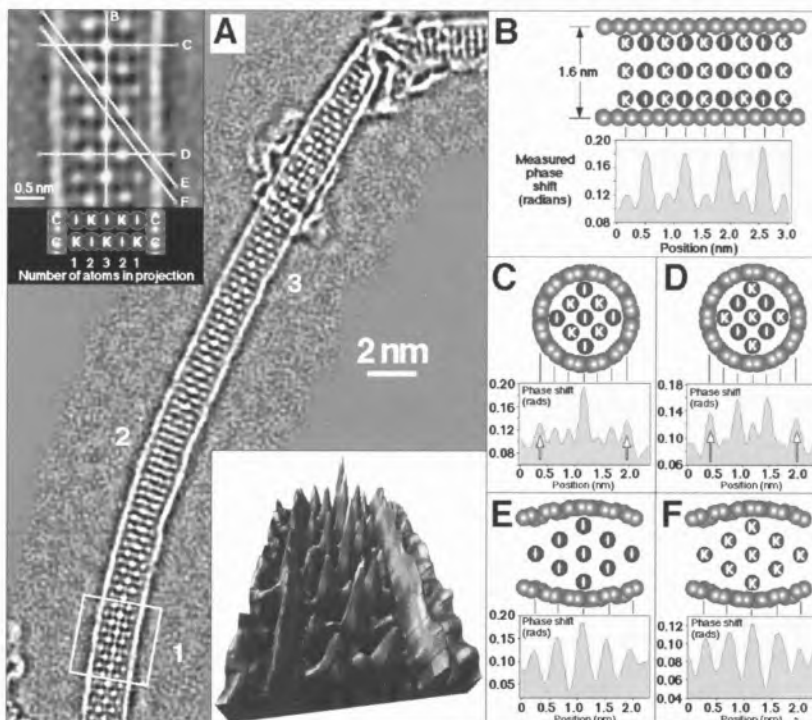 A
B
C
D
E
F
0.5 nm
C I K I K I C
C K I K I K C
1 2 3 2 1
Number of atoms in projection
1
2
3
2 nm
B
1.6 nm
K I K I K I K I K
K I K I K I K I K
K I K I K I K I K
Measured
phase shift
(radians)
0.20
0.16
0.12
0.08
0.0 0.5 1.0 1.5 2.0 2.5 3.0
Position (nm)
C
0.20
0.16
0.12
0.08
Phase shift
(rads)
0 0.5 1.0 1.5 2.0
Position (nm)
D
0.18
0.14
0.10
0.06
Phase shift
(rads)
0 0.5 1.0 1.5 2.0
Position (nm)
E
0.20
0.15
0.10
0.05
Phase shift
(rads)
0.0 0.5 1.0 1.5 2.0
Position (nm)
F
0.12
0.10
0.08
0.06
0.04
Phase shift
(rads)
0.0 0.5 1.0 1.5 2.0
Position (nm)